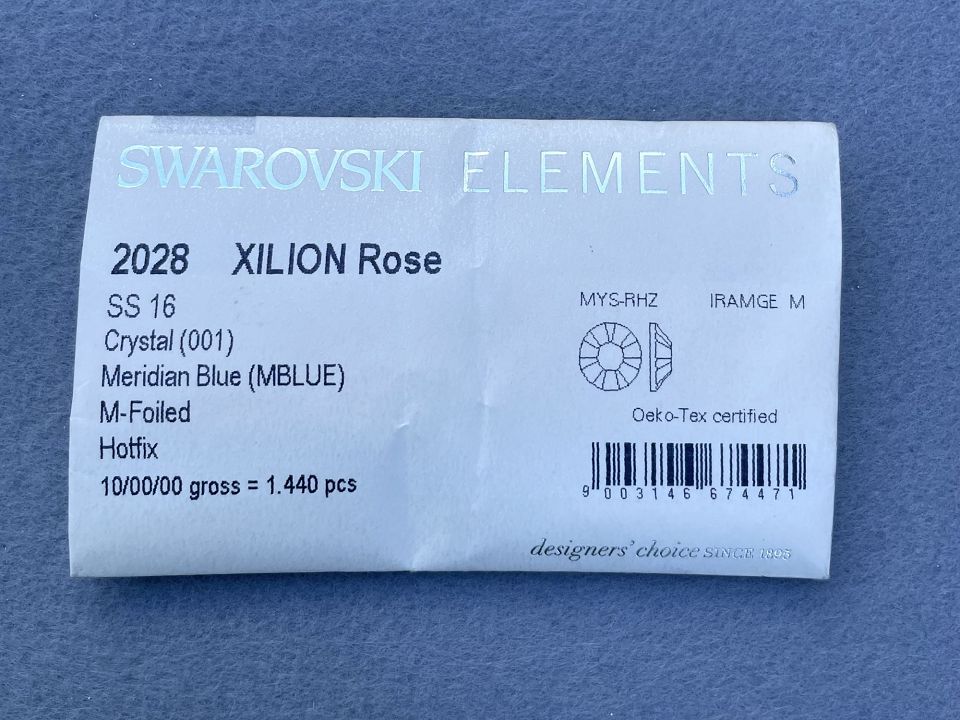 SWAROVSKI ELEMENTS
2028 XILION Rose
SS 16
Crystal (001)
Meridian Blue (MBLUE)
M-Foiled
Hotfix
10/00/00 gross = 1.440 pcs
MYS-RHZ IRAMGE M
Oeko-Tex certified
9 003146 674471
designers' choice SINCE 1895